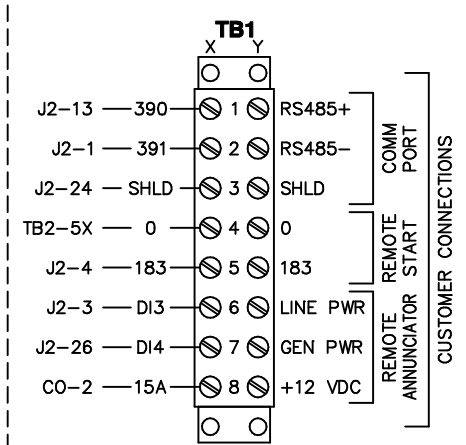 TB1
X Y
J2-13 390 1 RS485+
J2-1 391 2 RS485-
J2-24 SHLD 3 SHLD
TB2-5X 0 4 0
J2-4 183 5 183
J2-3 DI3 6 LINE PWR
J2-26 DI4 7 GEN PWR
CO-2 15A 8 +12 VDC
COMM
PORT
REMOTE
START
REMOTE
ANNUNCIATOR
CUSTOMER CONNECTIONS